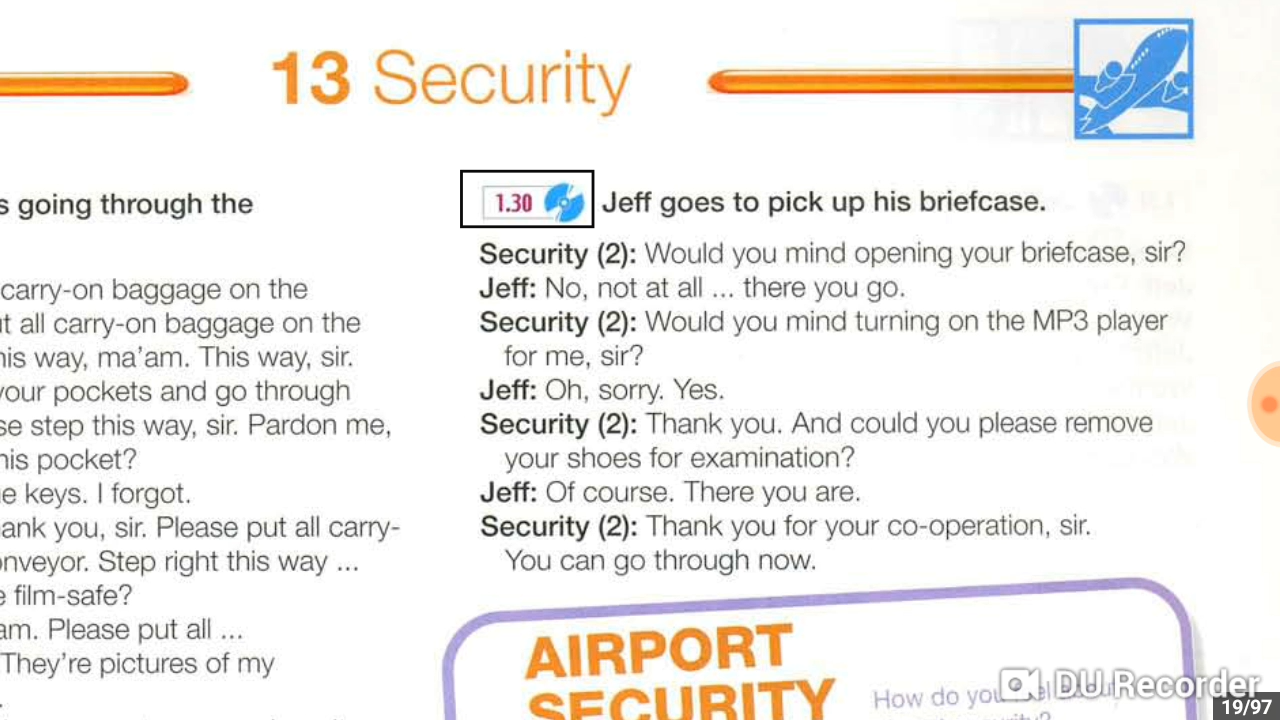 13 Security
s going through the
carry-on baggage on the
t all carry-on baggage on the
his way, ma'am. This way, sir.
your pockets and go through
se step this way, sir. Pardon me,
his pocket?
e keys. I forgot.
ank you, sir. Please put all carry-
onveyor. Step right this way ...
e film-safe?
am. Please put all ...
They're pictures of my
1.30 Jeff goes to pick up his briefcase.
Security (2): Would you mind opening your briefcase, sir?
Jeff: No, not at all ... there you go.
Security (2): Would you mind turning on the MP3 player
for me, sir?
Jeff: Oh, sorry. Yes.
Security (2): Thank you. And could you please remove
your shoes for examination?
Jeff: Of course. There you are.
Security (2): Thank you for your co-operation, sir.
You can go through now.
AIRPORT
SECURITY
How do you
DU Recorder
19/97